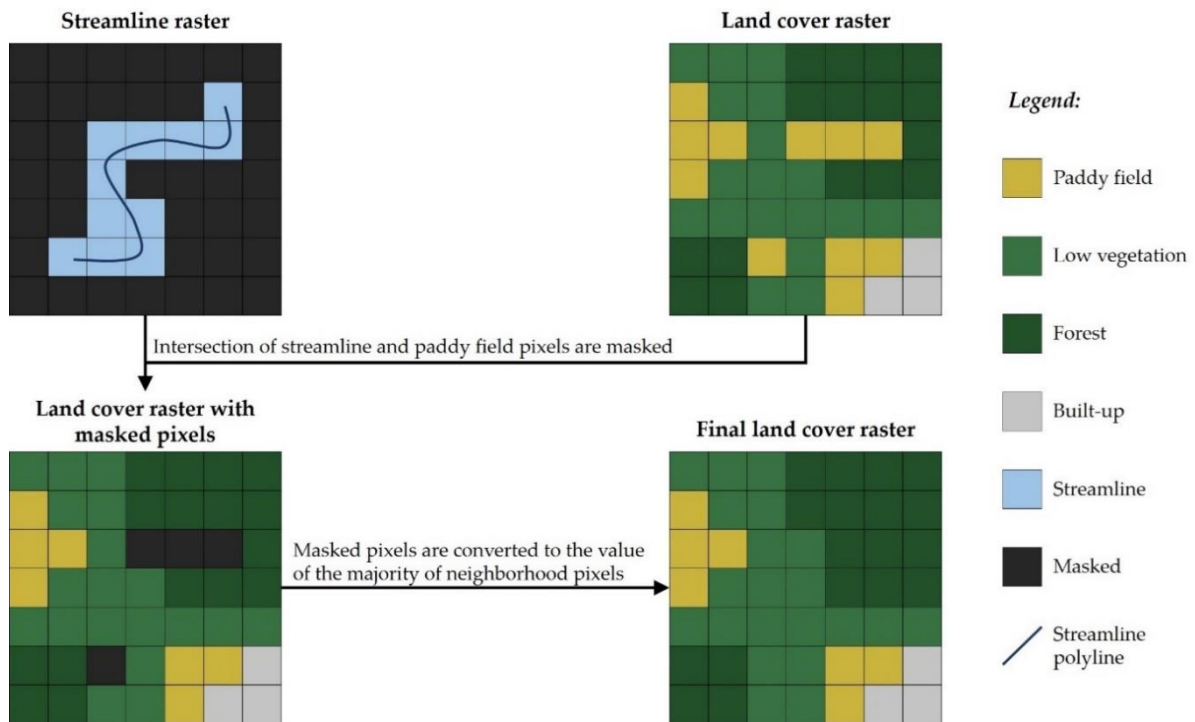 Streamline raster
Land cover raster
Legend:
Paddy field
Low vegetation
Forest
Built-up
Streamline
Masked
Streamline
polyline
Intersection of streamline and paddy field pixels are masked
Land cover raster with
masked pixels
Final land cover raster
Masked pixels are converted to the value
of the majority of neighborhood pixels